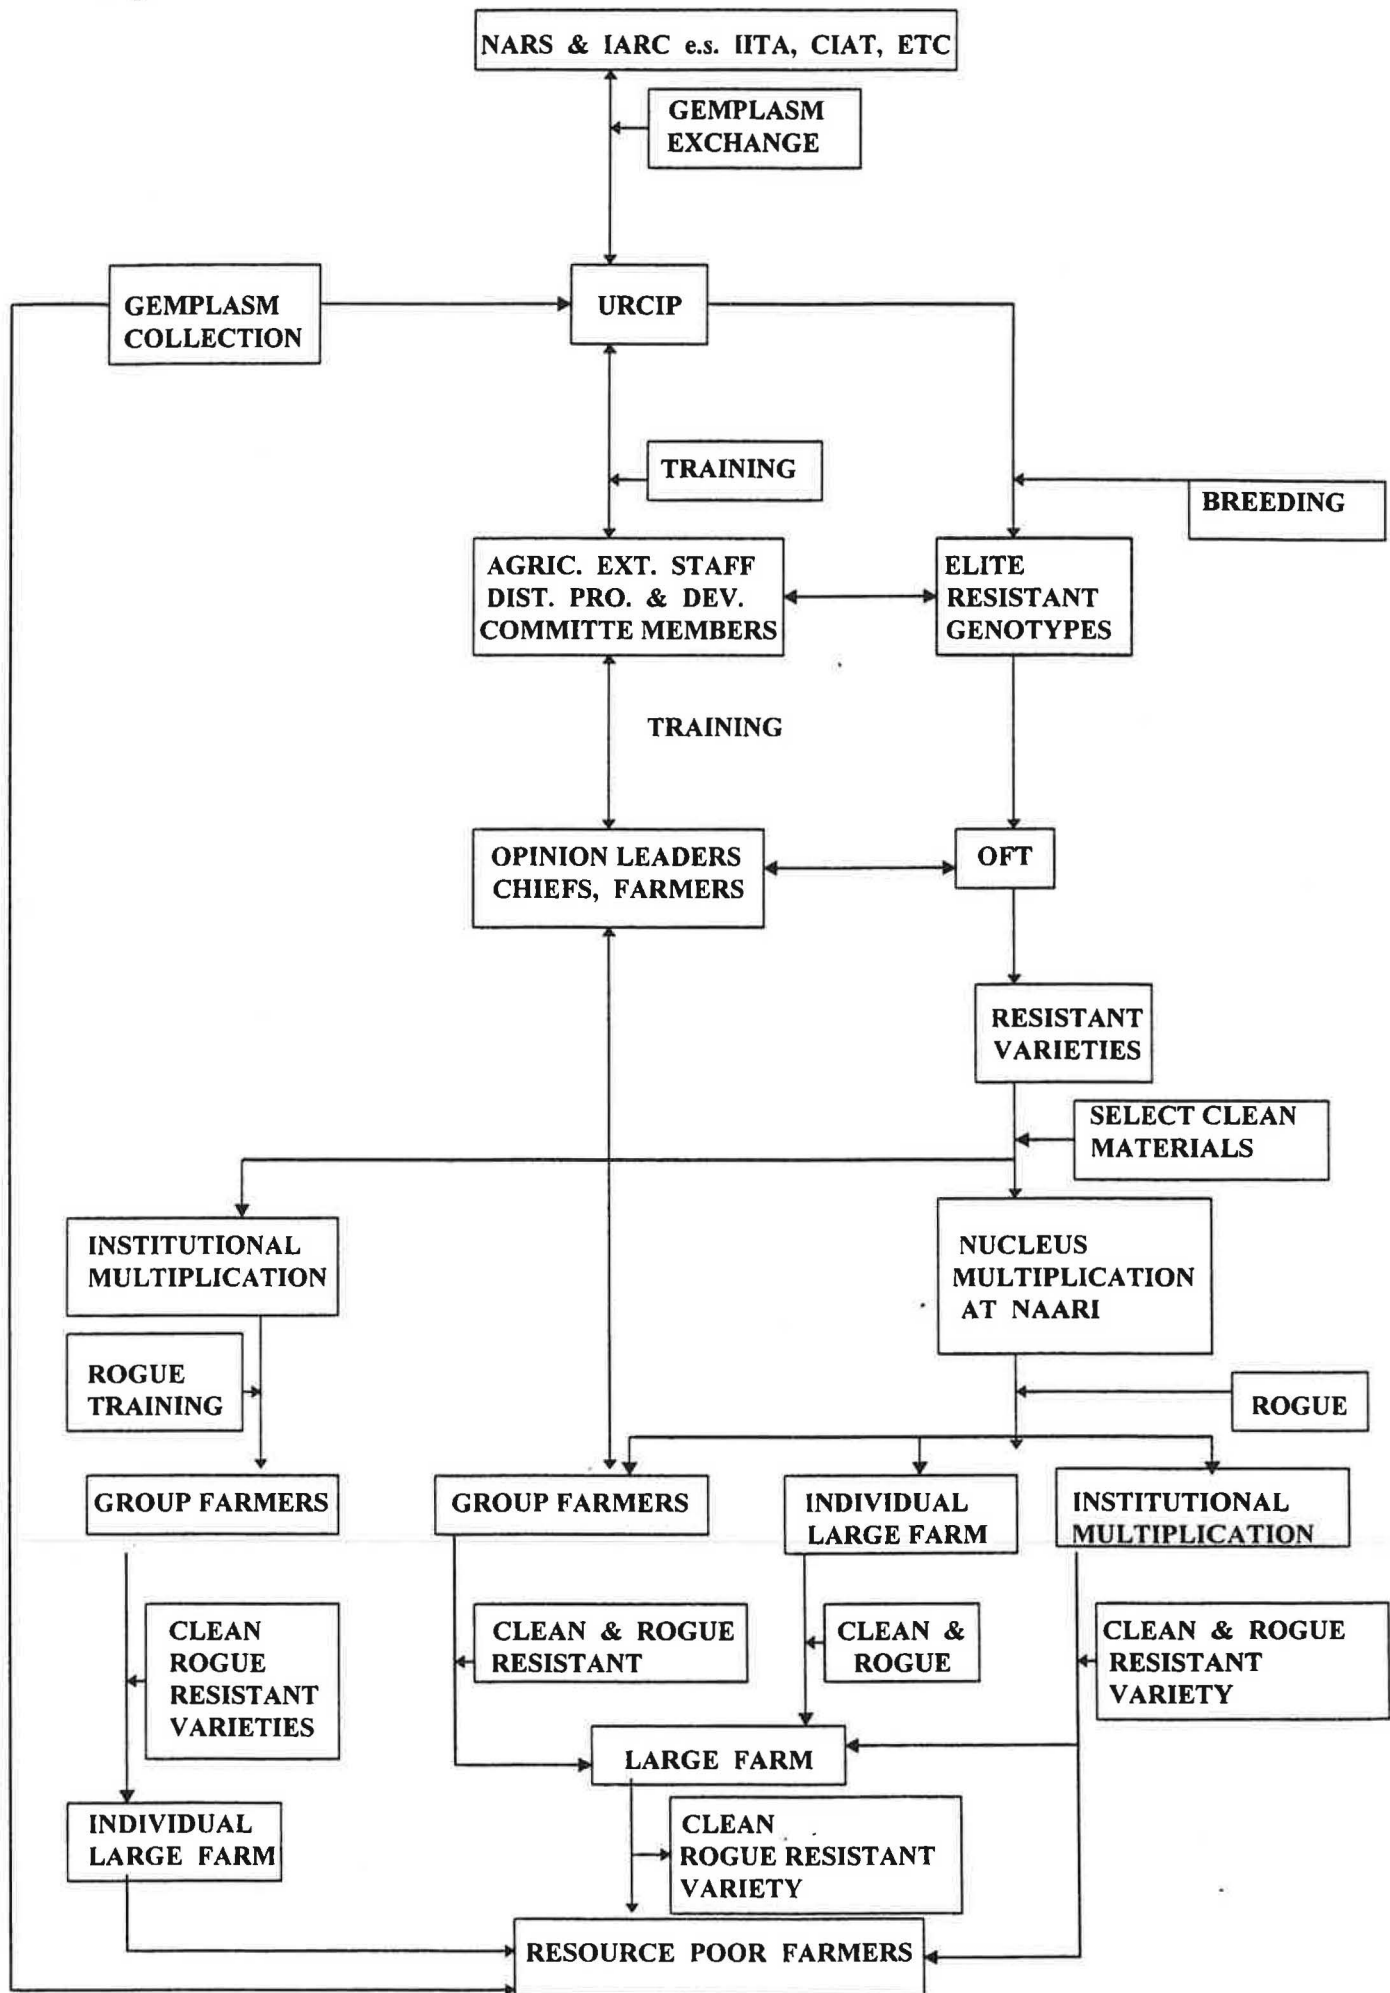 NARS & IARC e.s. IITA, CIAT, ETC
GEMPLASM
EXCHANGE
GEMPLASM
COLLECTION
URCIP
TRAINING
BREEDING
AGRIC. EXT. STAFF
DIST. PRO. & DEV.
COMMITTE MEMBERS
ELITE
RESISTANT
GENOTYPES
TRAINING
OPINION LEADERS
CHIEFS, FARMERS
OFT
RESISTANT
VARIETIES
SELECT CLEAN
MATERIALS
INSTITUTIONAL
MULTIPLICATION
NUCLEUS
MULTIPLICATION
AT NAARI
ROGUE
TRAINING
ROGUE
GROUP FARMERS
GROUP FARMERS
INDIVIDUAL
LARGE FARM
INSTITUTIONAL
MULTIPLICATION
CLEAN
ROGUE
RESISTANT
VARIETIES
CLEAN & ROGUE
RESISTANT
CLEAN &
ROGUE
CLEAN & ROGUE
RESISTANT
VARIETY
LARGE FARM
INDIVIDUAL
LARGE FARM
CLEAN
ROGUE RESISTANT
VARIETY
RESOURCE POOR FARMERS